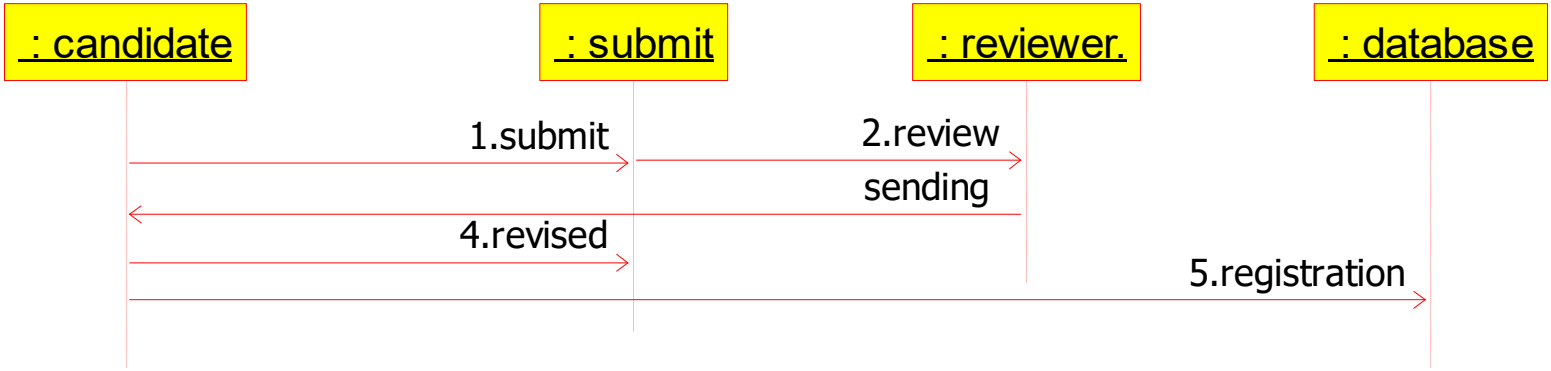 : candidate
: submit
: reviewer.
: database
1.submit
2.review
sending
4.revised
5.registration